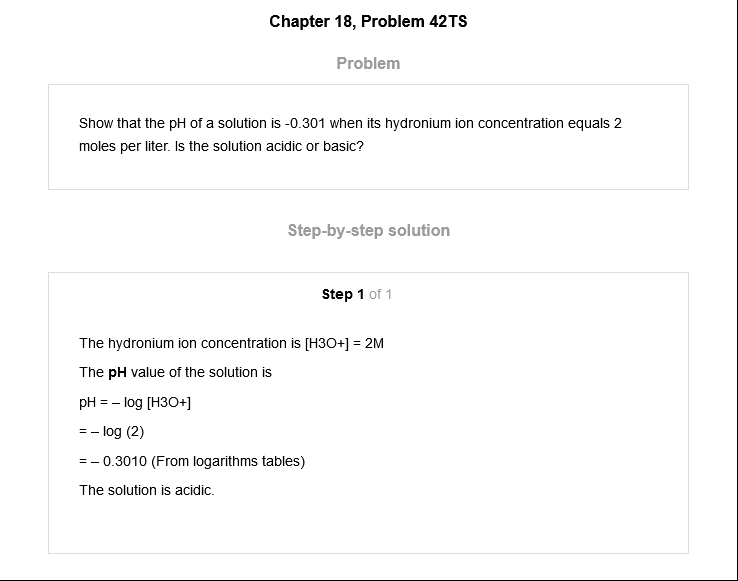 Chapter 18, Problem 42TS
Problem
Show that the pH of a solution is -0.301 when its hydronium ion concentration equals 2
moles per liter. Is the solution acidic or basic?
Step-by-step solution
Step 1 of 1
The hydronium ion concentration is [H3O+] = 2M
The pH value of the solution is
pH = – log [H3O+]
= – log (2)
= – 0.3010 (From logarithms tables)
The solution is acidic.